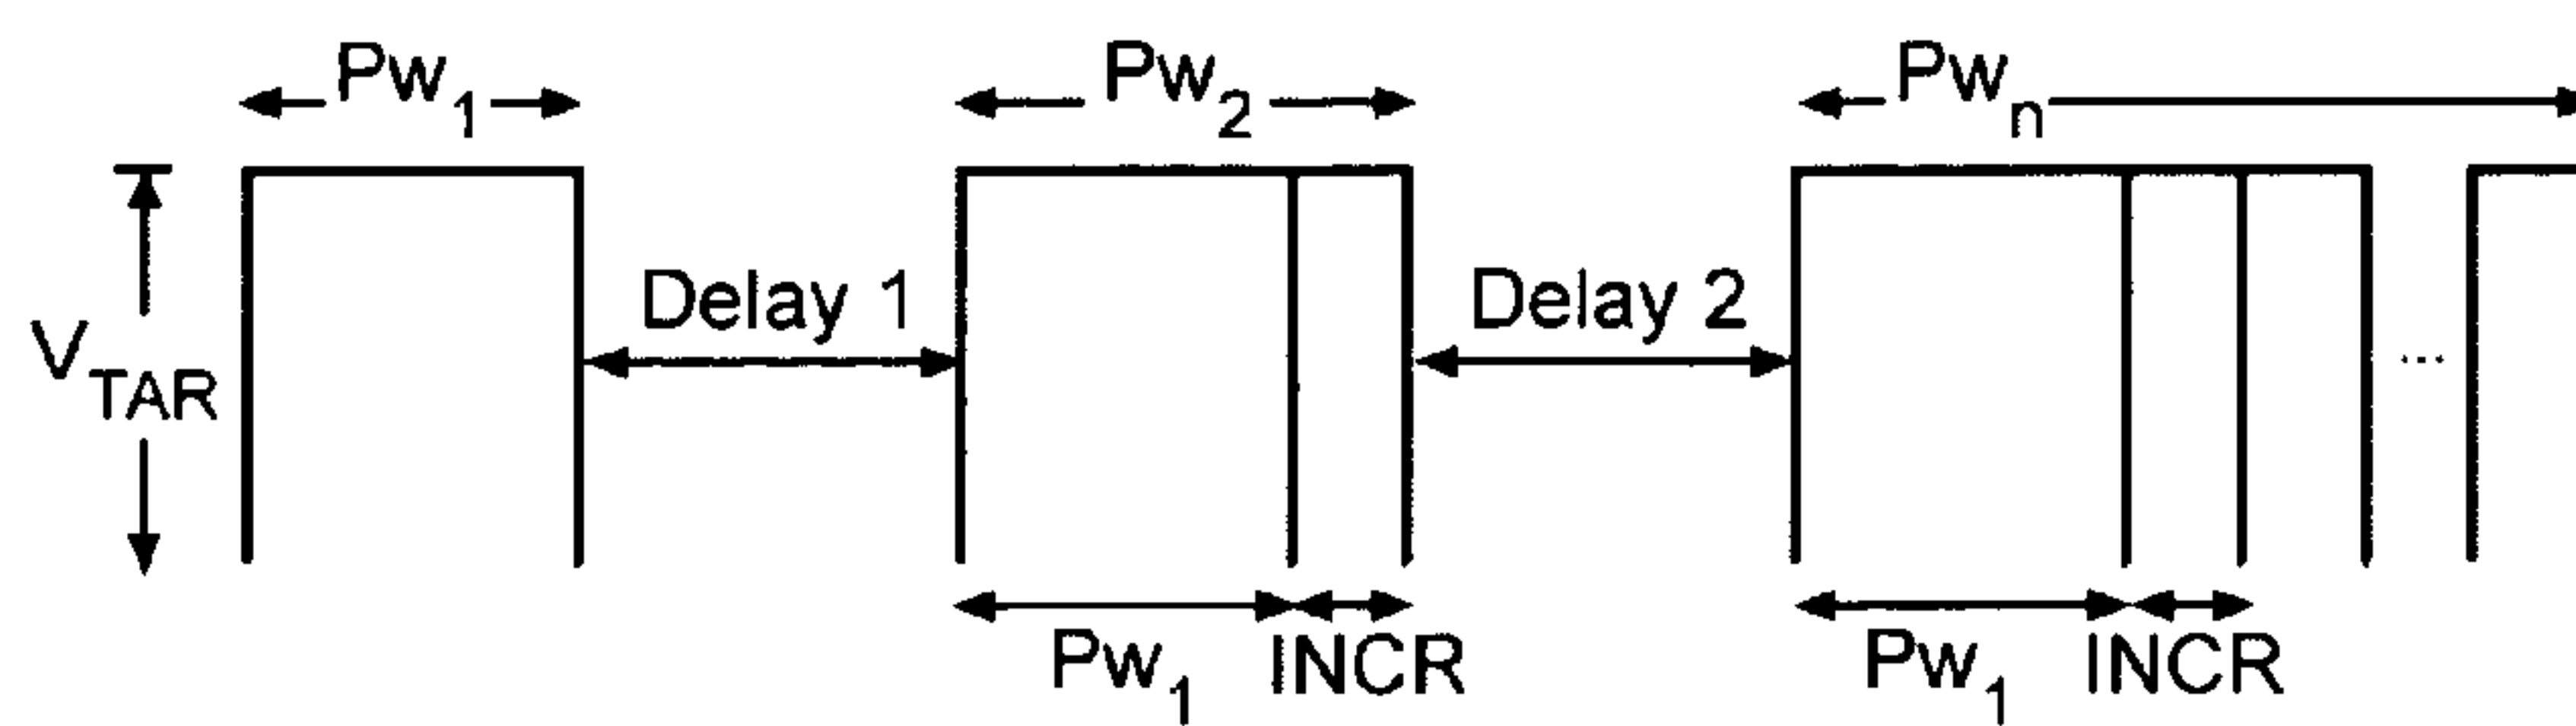 Pw1 Pw2 Pwn
Delay 1 Delay 2
VTAR
...
Pw1 INCR Pw1 INCR